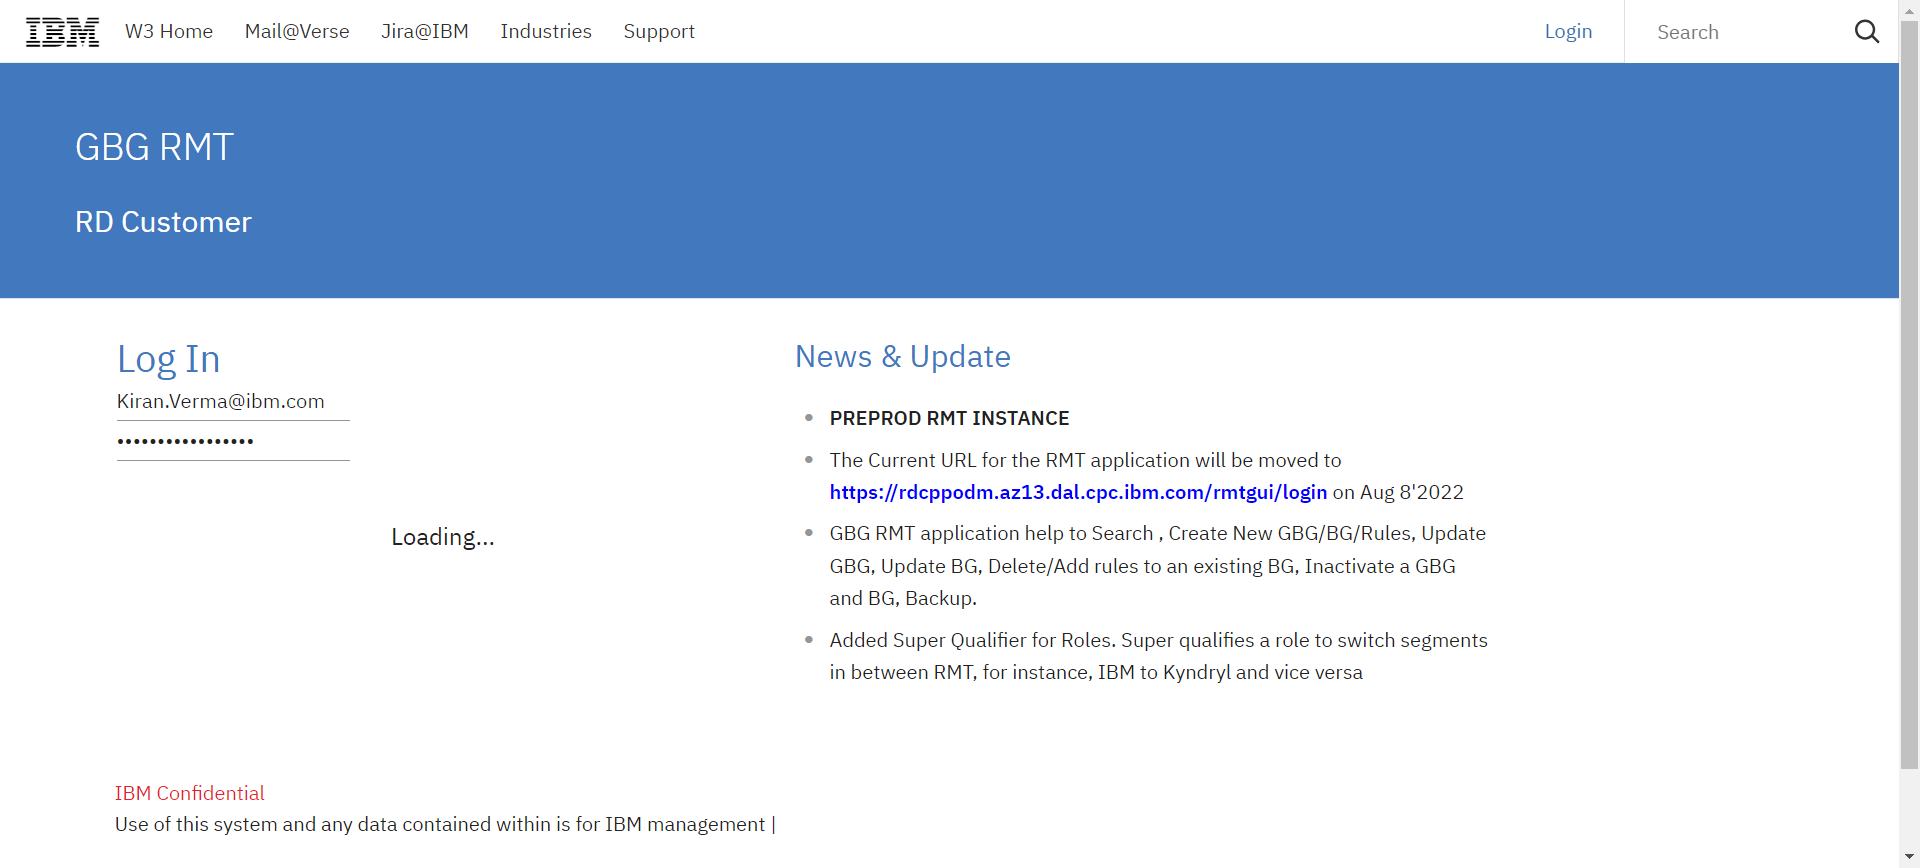 IBM W3 Home Mail@Verse Jira@IBM Industries Support Login Search
GBG RMT
RD Customer
Log In
Kiran.Verma@ibm.com
•••••••••••••••••
Loading...
News & Update
• PREPROD RMT INSTANCE
• The Current URL for the RMT application will be moved to
https://rdcppodm.az13.dal.cpc.ibm.com/rmtgui/login on Aug 8'2022
• GBG RMT application help to Search , Create New GBG/BG/Rules, Update
GBG, Update BG, Delete/Add rules to an existing BG, Inactivate a GBG
and BG, Backup.
• Added Super Qualifier for Roles. Super qualifies a role to switch segments
in between RMT, for instance, IBM to Kyndryl and vice versa
IBM Confidential
Use of this system and any data contained within is for IBM management |